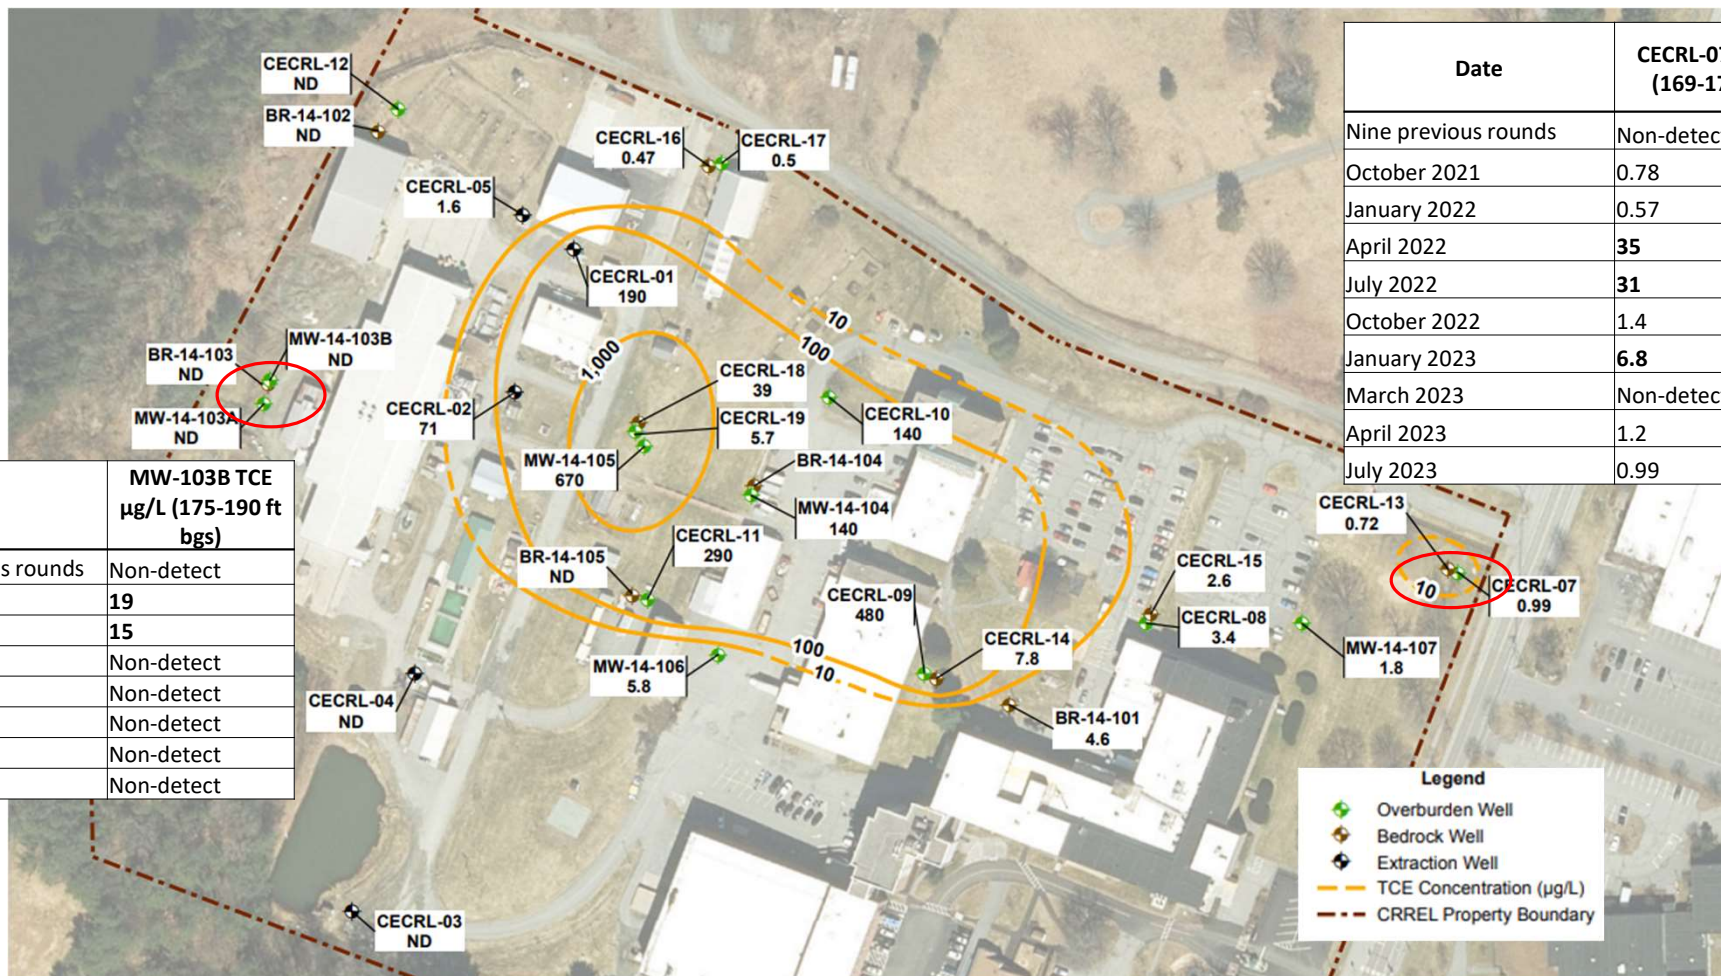 CECRL-12
ND
BR-14-102
ND
CECRL-16
0.47
CECRL-17
0.5
CECRL-05
1.6
CECRL-01
190
10
100
1,000
MW-14-103B
ND
BR-14-103
ND
MW-14-103A
ND
CECRL-02
71
CECRL-18
39
CECRL-19
5.7
MW-14-105
670
CECRL-10
140
BR-14-104
MW-14-104
140
CECRL-11
290
BR-14-105
ND
CECRL-09
480
CECRL-14
7.8
CECRL-15
2.6
CECRL-08
3.4
CECRL-13
0.72
10
CECRL-07
0.99
MW-14-107
1.8
100
10
MW-14-106
5.8
BR-14-101
4.6
CECRL-04
ND
CECRL-03
ND
Date
CECRL-07
(169-17
Nine previous rounds Non-detect
October 2021 0.78
January 2022 0.57
April 2022 35
July 2022 31
October 2022 1.4
January 2023 6.8
March 2023 Non-detect
April 2023 1.2
July 2023 0.99
MW-103B TCE
µg/L (175-190 ft
bgs)
s rounds Non-detect
19
15
Non-detect
Non-detect
Non-detect
Non-detect
Non-detect
Legend
Overburden Well
Bedrock Well
Extraction Well
TCE Concentration (µg/L)
CRREL Property Boundary